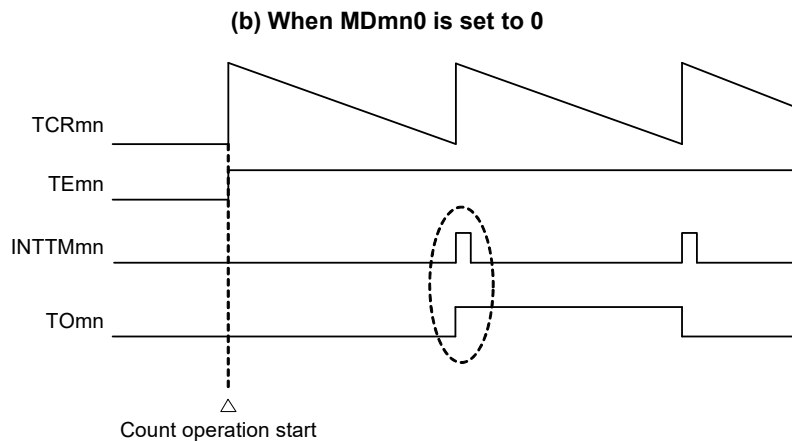 (b) When MDmn0 is set to 0
TCRmn
TEmn
INTTMmn
TOmn
Count operation start